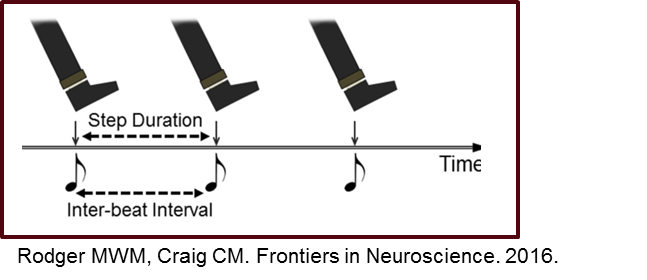 Step Duration
Time
Inter-beat Interval
Rodger MWM, Craig CM. Frontiers in Neuroscience. 2016.